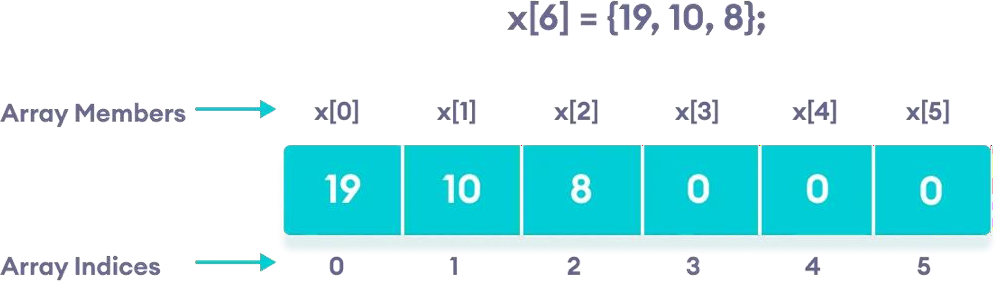 x[6] = {19, 10, 8};
Array Members x[0] x[1] x[2] x[3] x[4] x[5]
19 10 8 0 0 0
Array Indices 0 1 2 3 4 5